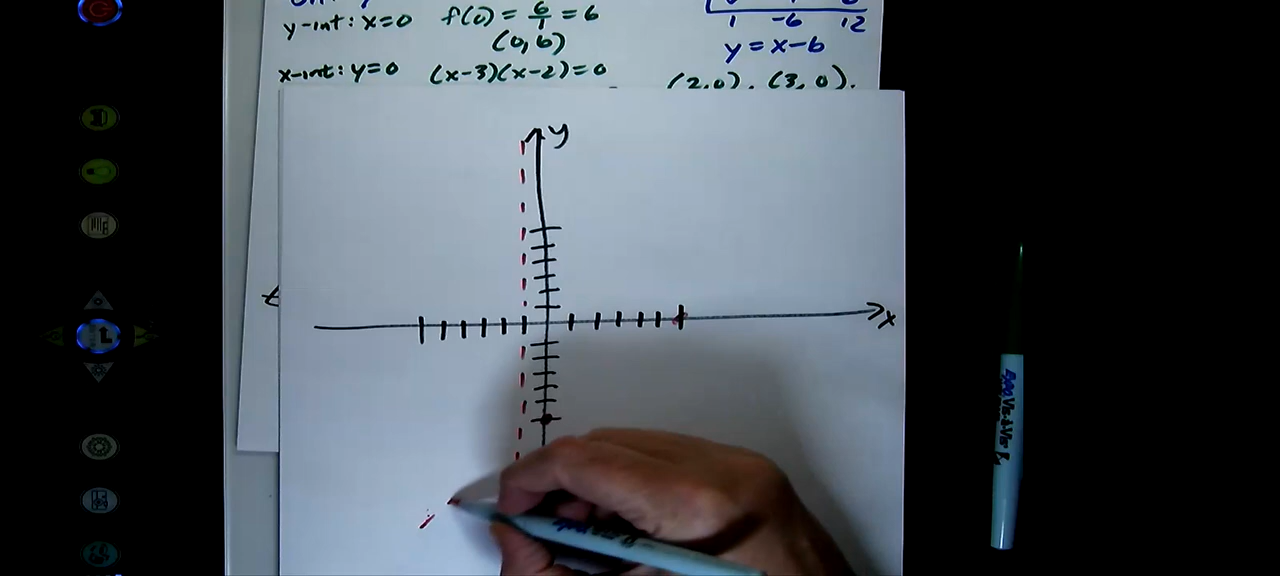 y-int: x=0 f(0) = 6/1 = 6
(0, 6)
x-int: y=0 (x-3)(x-2)=0
1 -6 12
y = x-6
(2,0), (3,0).
y
x